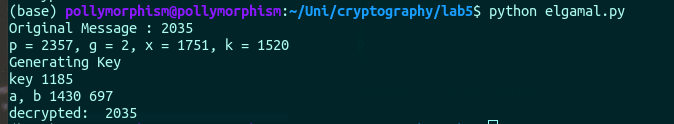 (base) pollymorphism@pollymorphism:~/Uni/cryptography/lab5$ python elgamal.py
Original Message : 2035
p = 2357, g = 2, x = 1751, k = 1520
Generating Key
key 1185
a, b 1430 697
decrypted:  2035